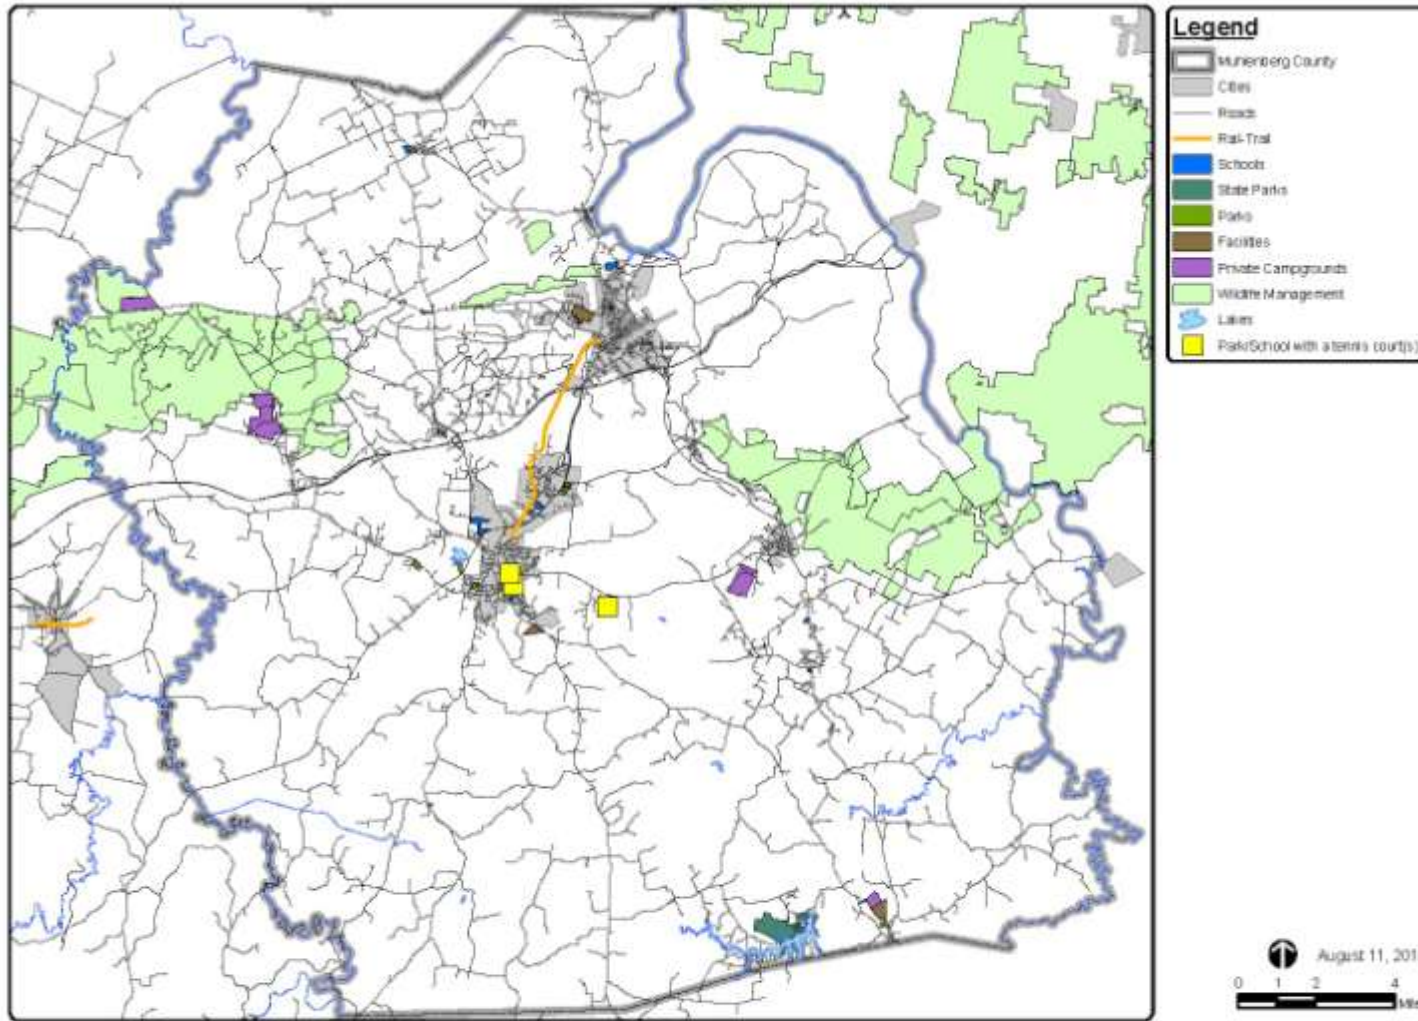 Legend
Muhlenberg County
Cities
Roads
Rail-Trail
Schools
State Parks
Parks
Facilities
Private Campgrounds
Wildlife Management
Lakes
Park/School with a tennis court(s)
August 11, 201
0 1 2 4
Mile